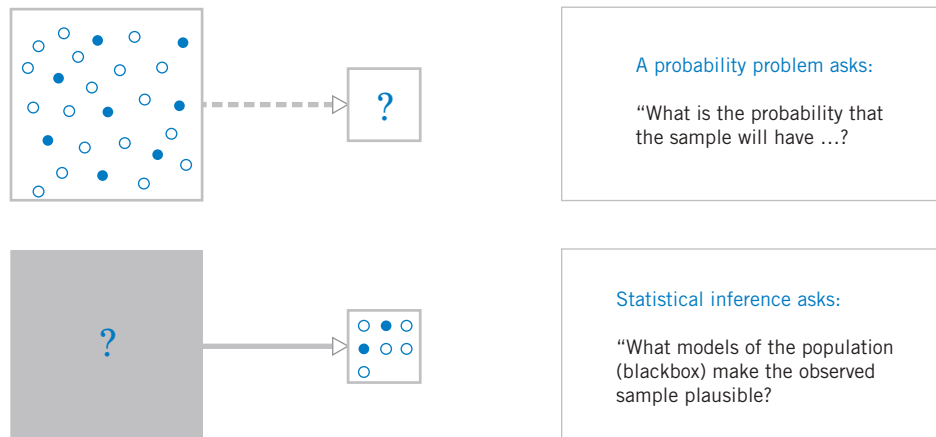 ?
A probability problem asks:
“What is the probability that
the sample will have ...?
?
Statistical inference asks:
“What models of the population
(blackbox) make the observed
sample plausible?